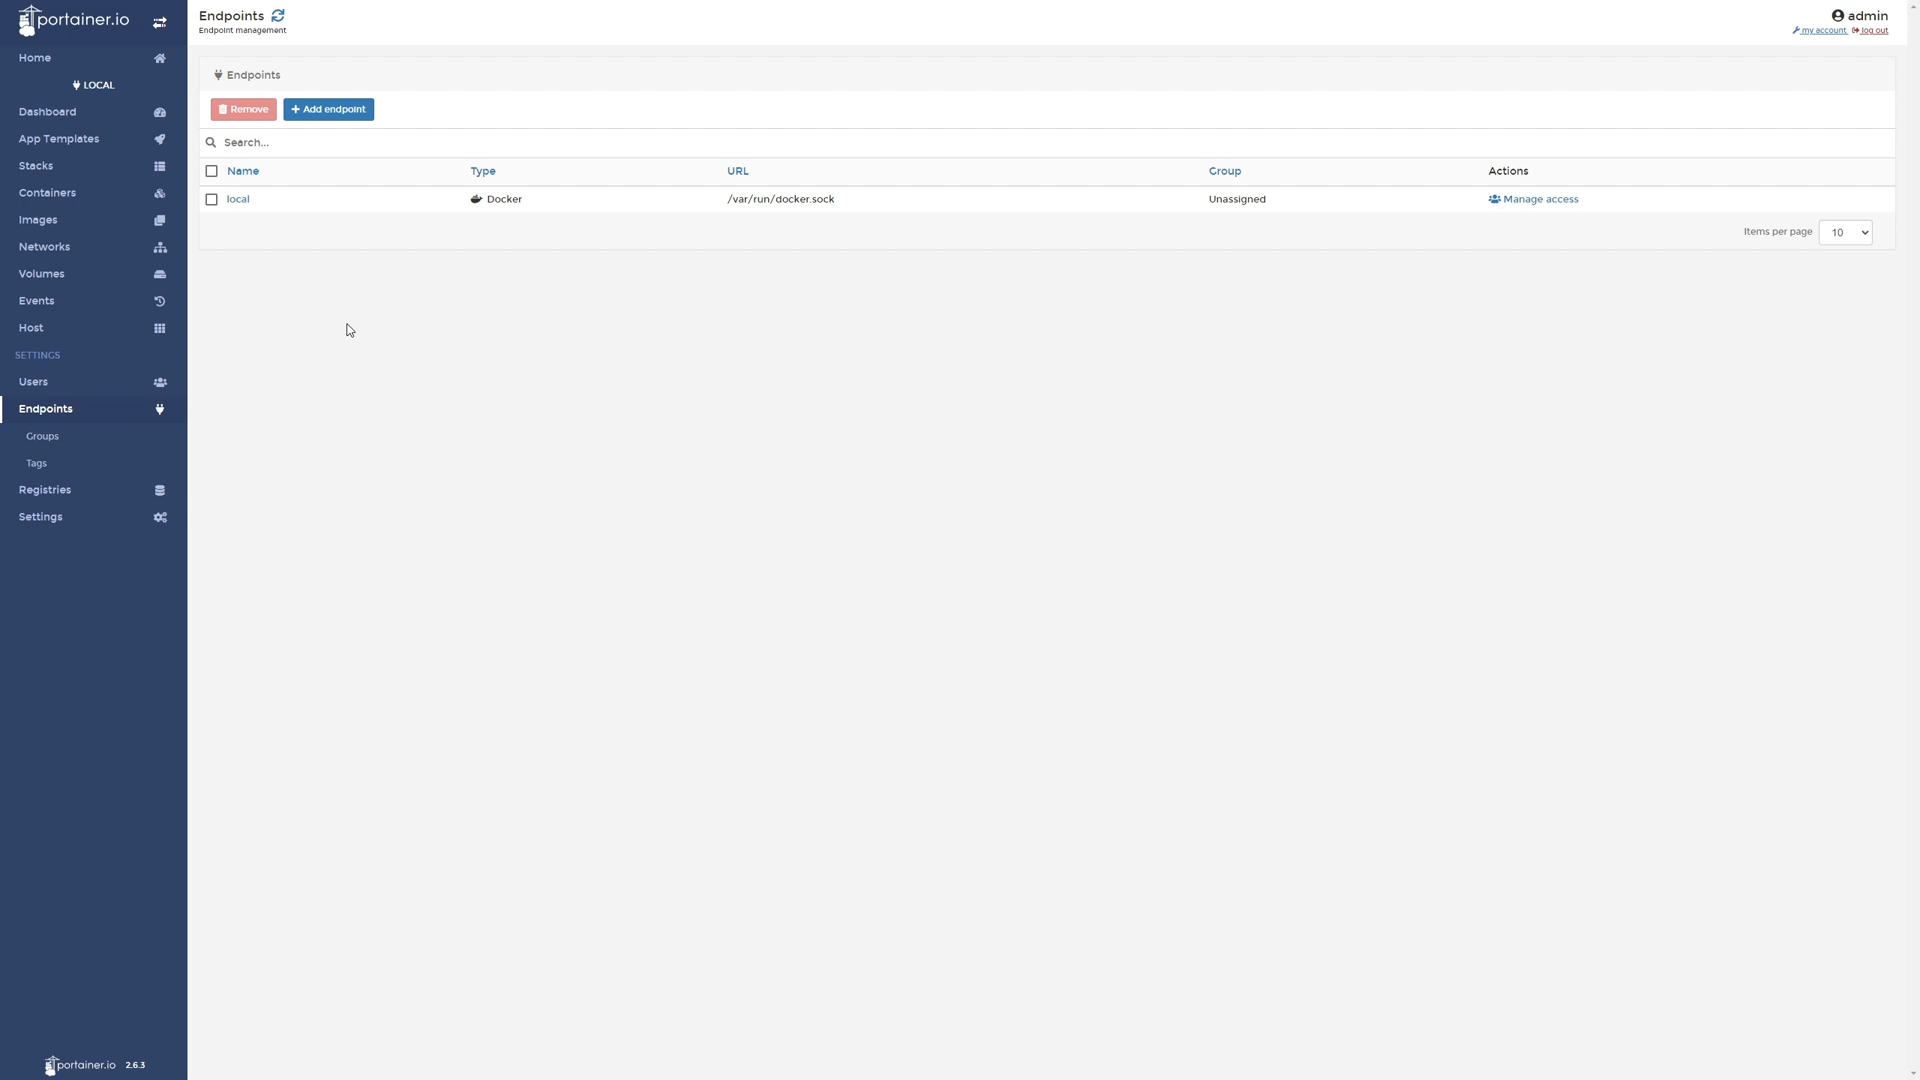 portainer.io
Home
LOCAL
Dashboard
App Templates
Stacks
Containers
Images
Networks
Volumes
Events
Host
SETTINGS
Users
Endpoints
Groups
Tags
Registries
Settings
portainer.io 2.6.3
Endpoints
Endpoint management
admin
my account log out
Endpoints
Remove Add endpoint
Search...
Name Type URL Group Actions
local Docker /var/run/docker.sock Unassigned Manage access
Items per page 10